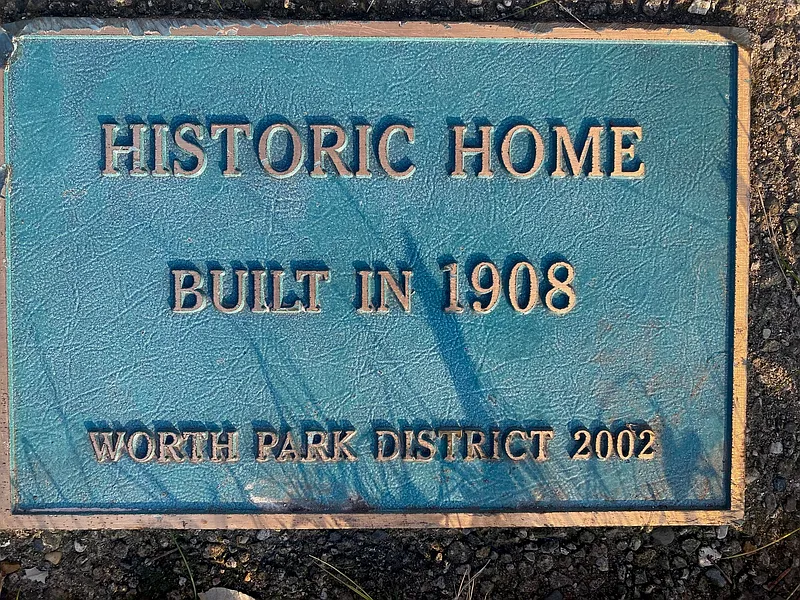 HISTORIC HOME
BUILT IN 1908
WORTH PARK DISTRICT 2002